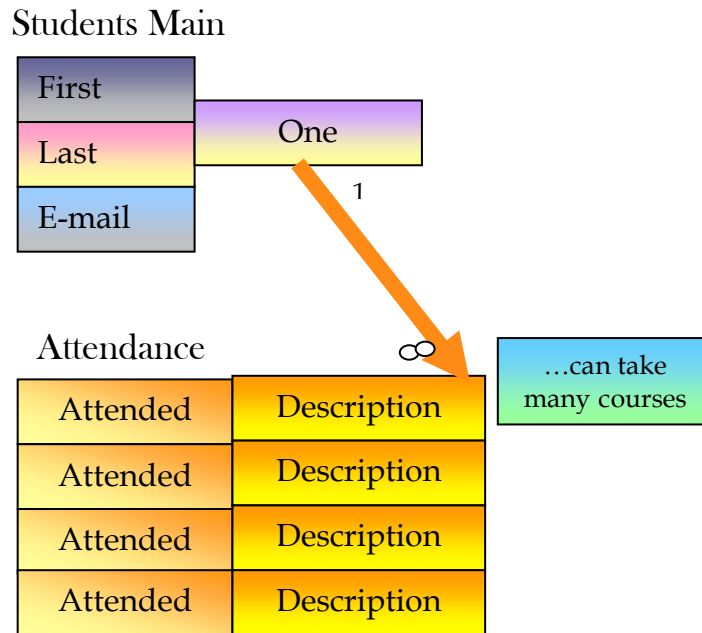 Students Main
First
One
Last
1
E-mail
Attendance
…can take
many courses
Attended
Description
Attended
Description
Attended
Description
Attended
Description